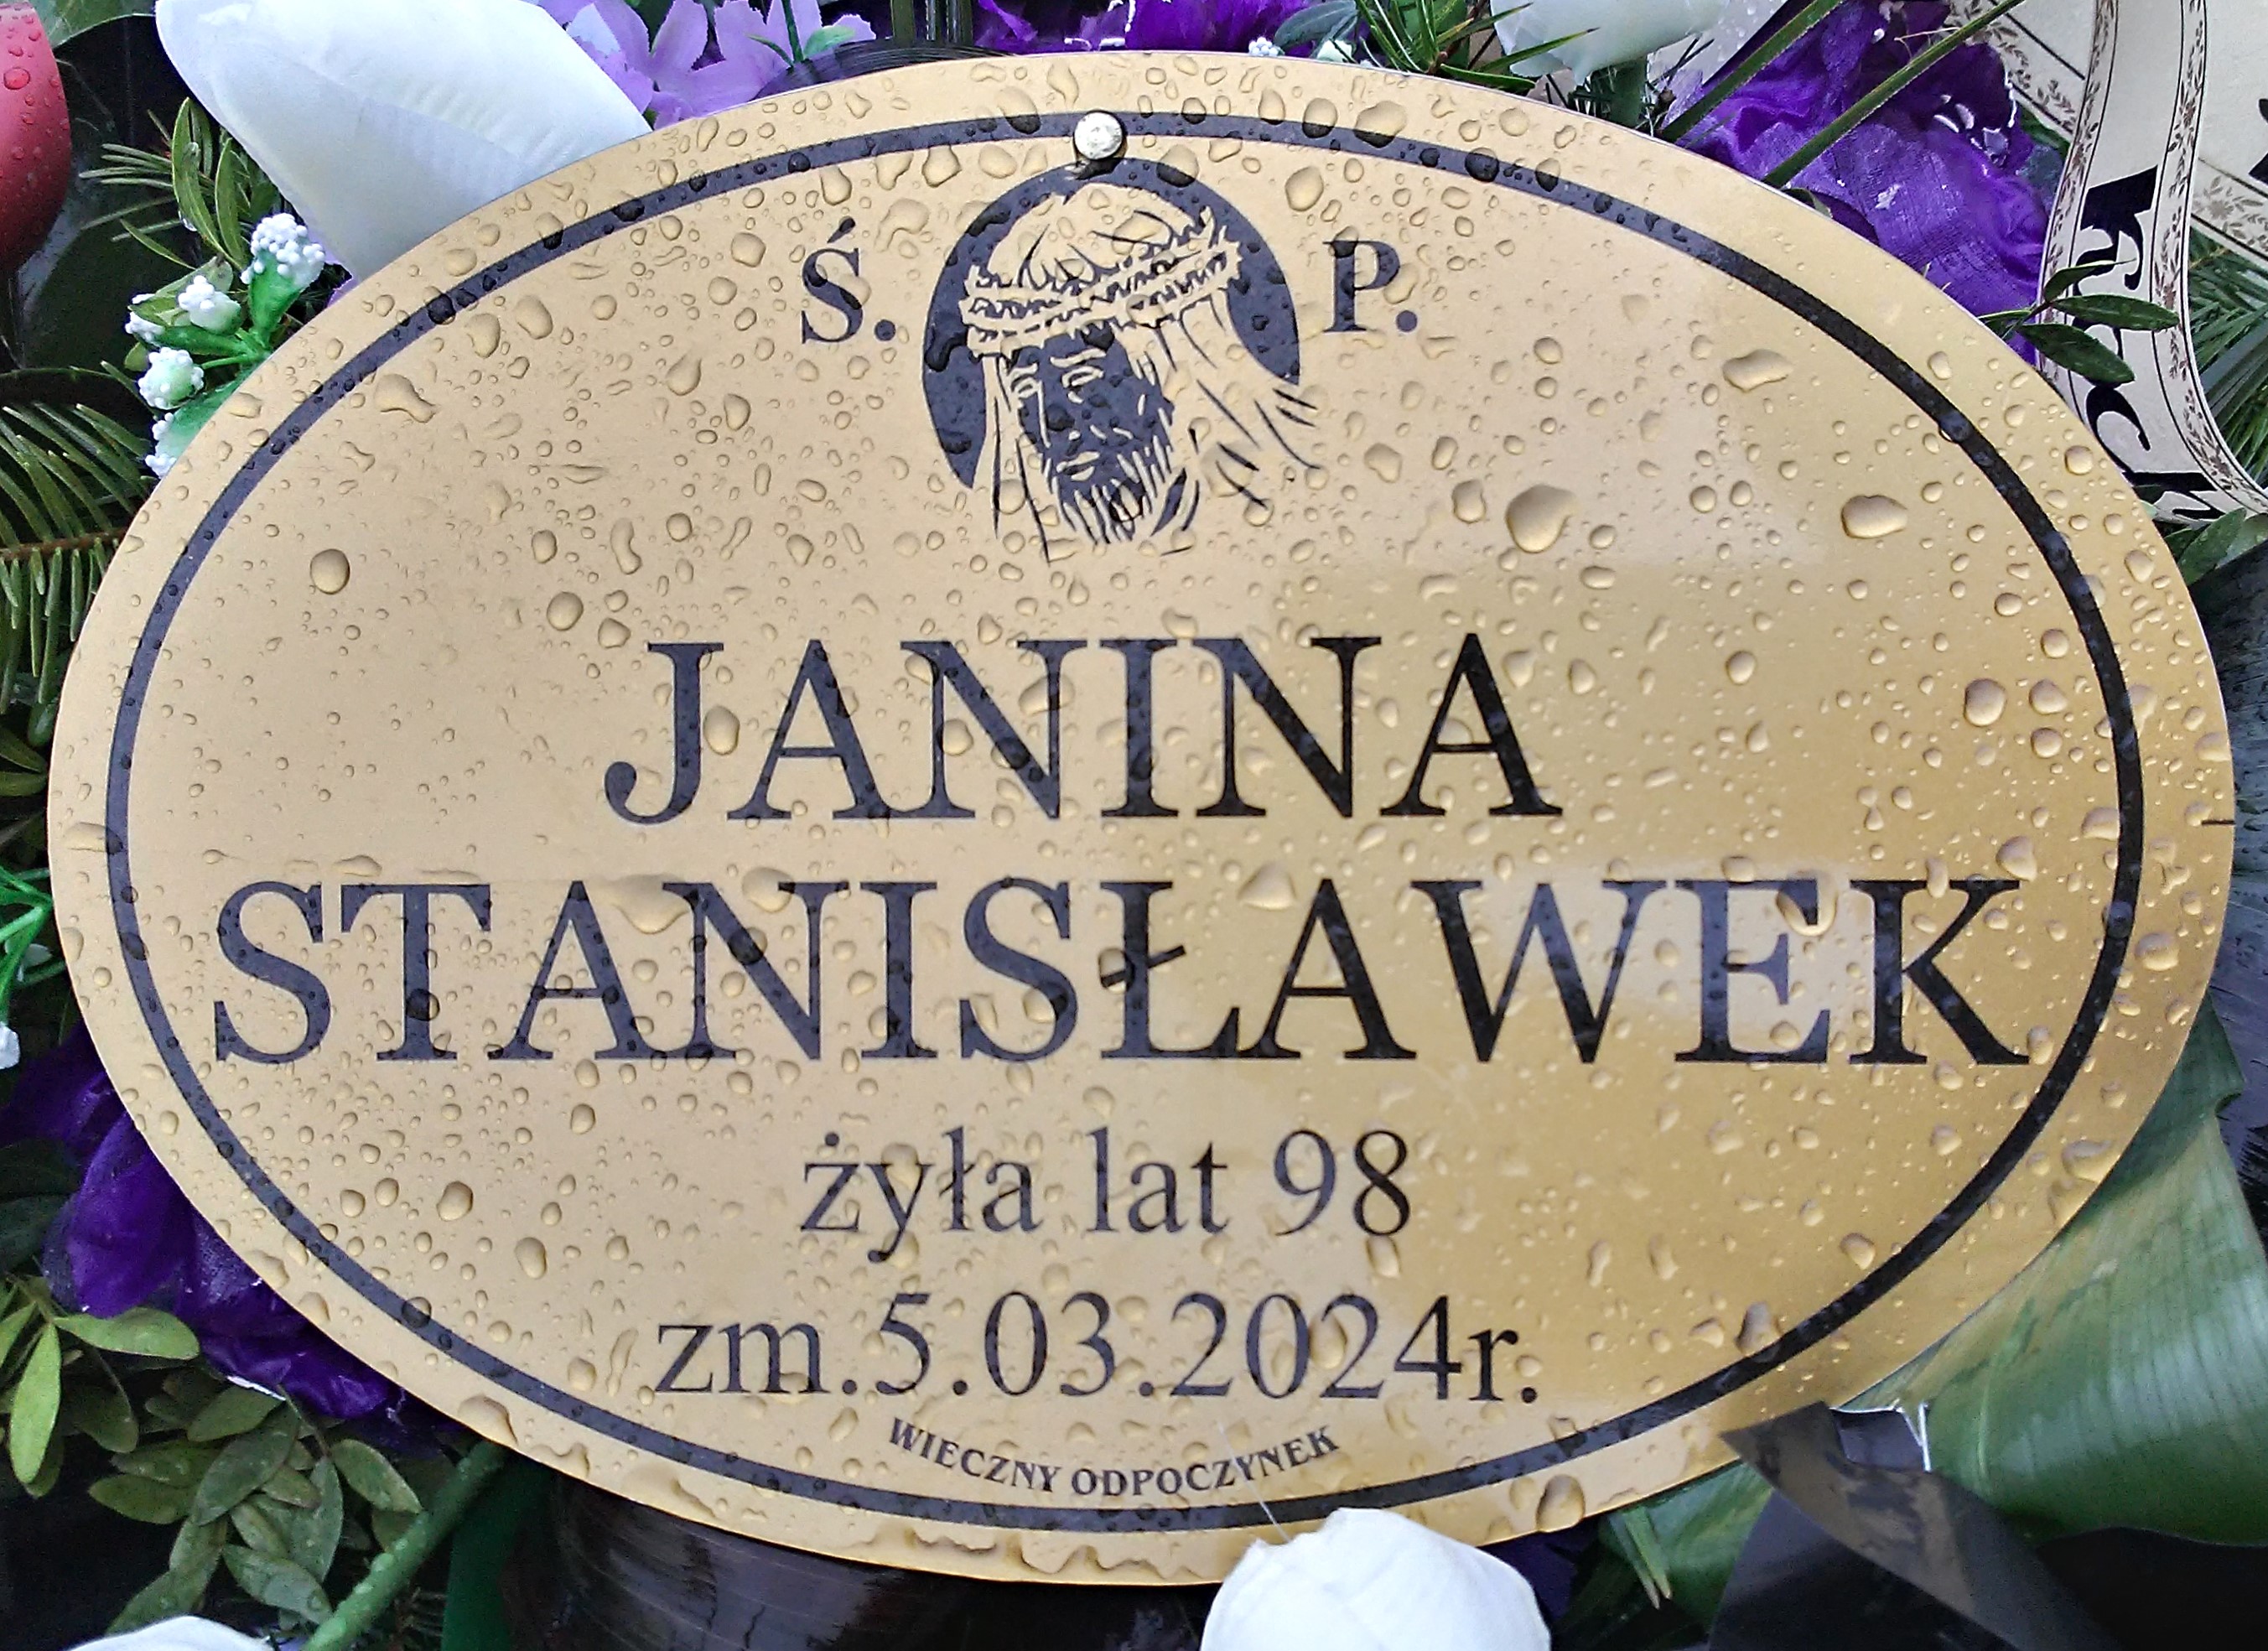 Ś. P.
JANINA
STANISŁAWEK
żyła lat 98
zm.5.03.2024r.
WIECZNY ODPOCZYNEK